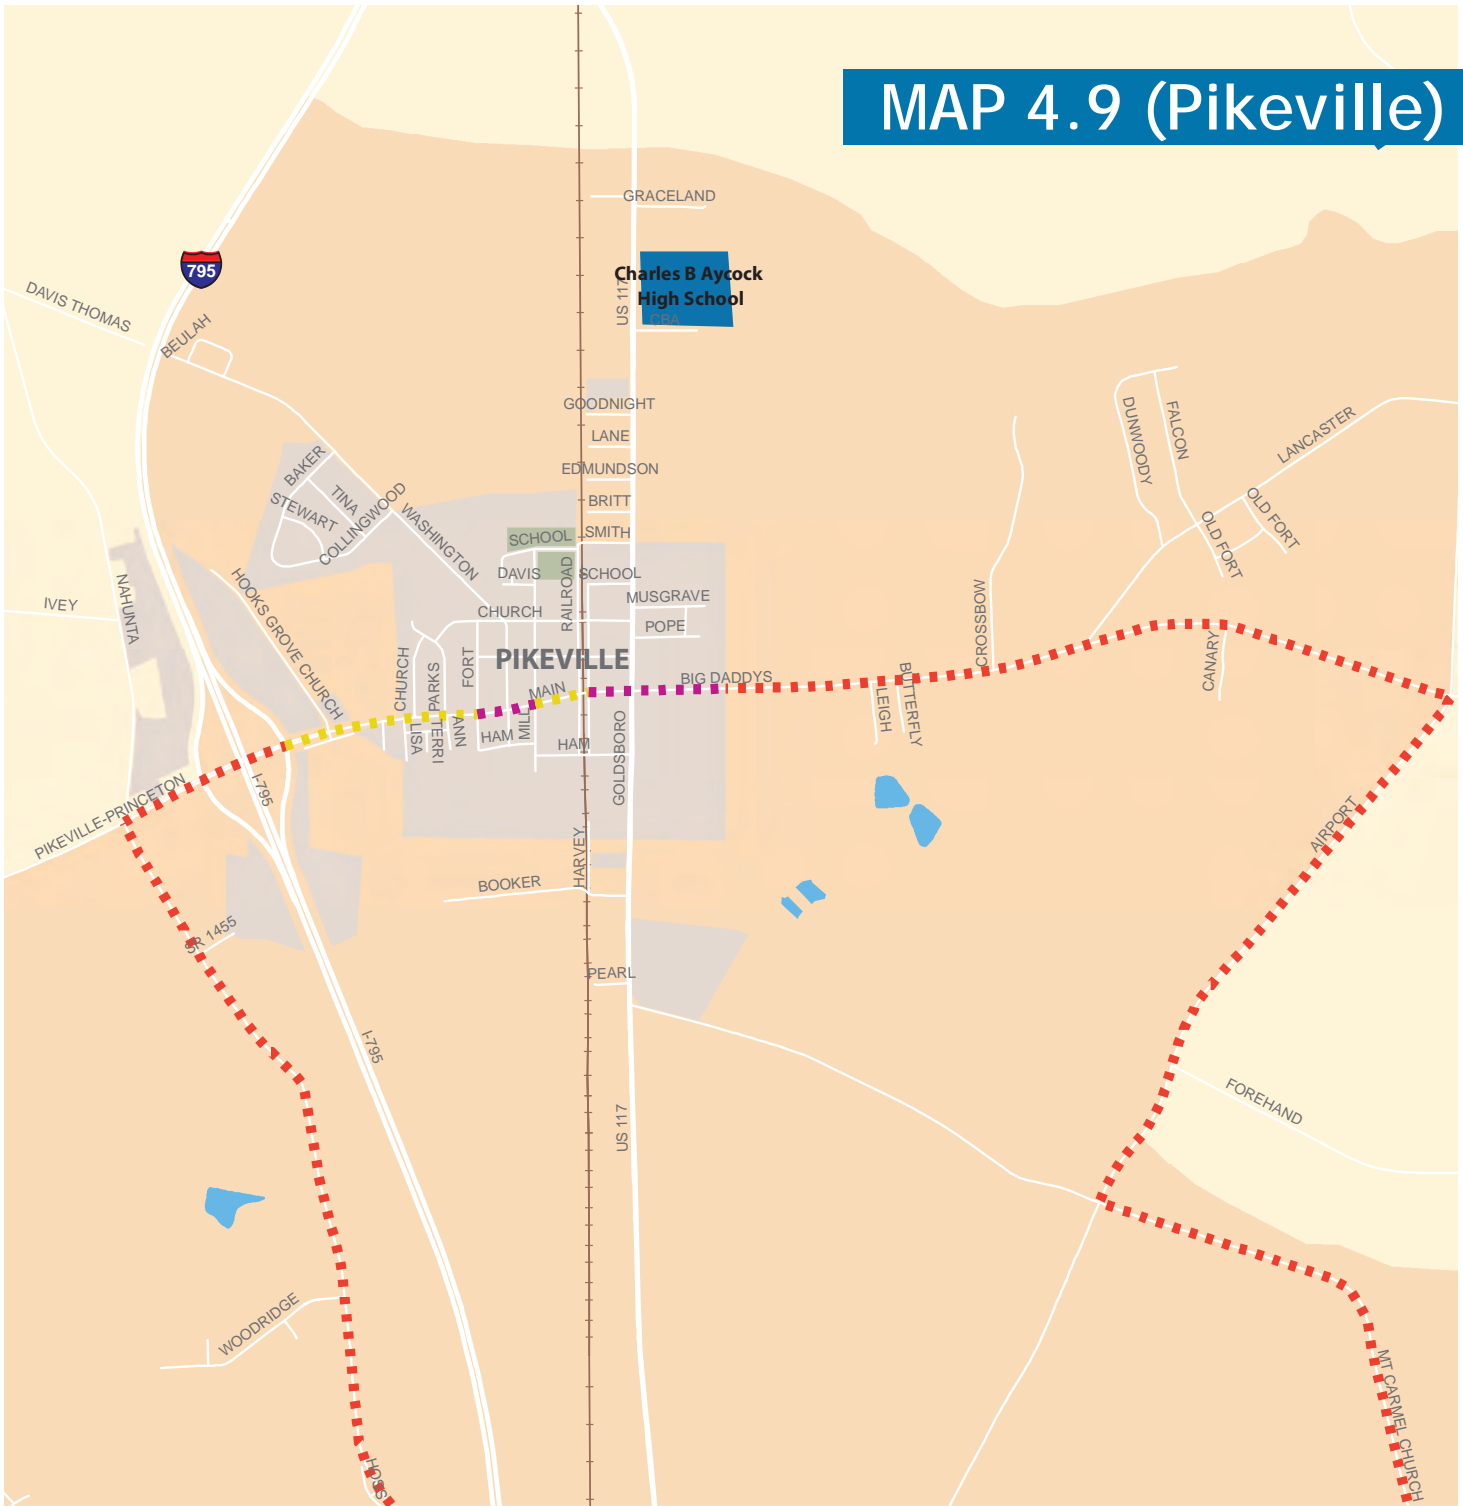 MAP 4.9 (Pikeville)
GRACELAND
795
Charles B Aycock
High School
US 117
CBA
DAVIS THOMAS
BEULAH
GOODNIGHT
LANE
EDMUNDSON
BRITT
SMITH
DUNWOODY
FALCON
LANCASTER
BAKER
TINA
STEWART
COLLINGWOOD
WASHINGTON
OLD FORT
OLD FORT
SCHOOL
DAVIS
RAILROAD
SCHOOL
MUSGRAVE
POPE
CHURCH
IVEY
NAHUNTA
HOOKS GROVE CHURCH
CROSSBOW
CANARY
CHURCH
PARKS
FORT
PIKEVILLE
MAIN
BIG DADDYS
LEIGH
BUTTERFLY
LISA
TERRI
ANN
HAM
MILL
HAM
GOLDSBORO
I-795
PIKEVILLE-PRINCETON
AIRPORT
HARVEY
BOOKER
SR 1455
PEARL
I-795
US 117
FOREHAND
WOODRIDGE
MT CARMEL CHURCH
HOSS